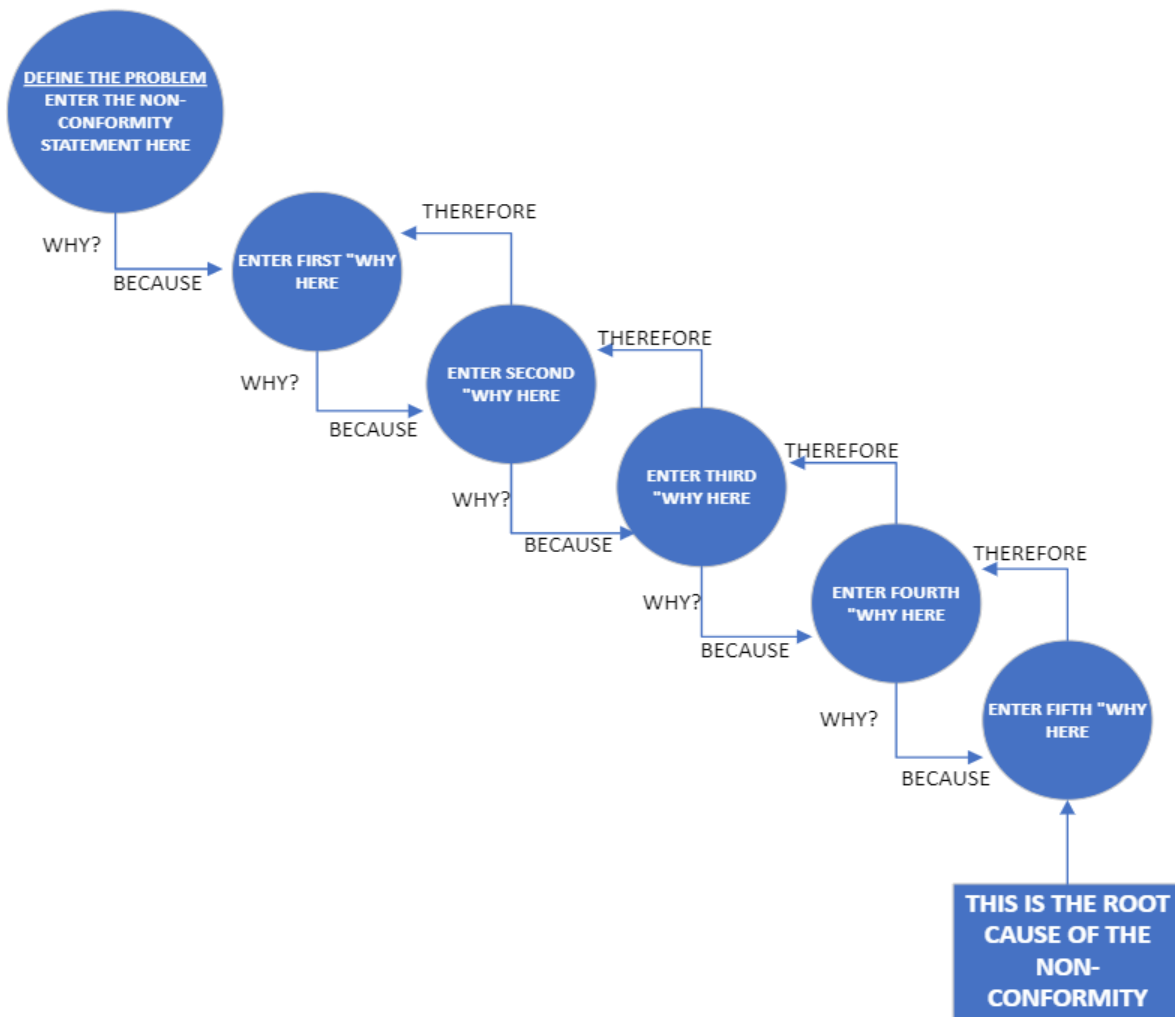 DEFINE THE PROBLEM
ENTER THE NON-
CONFORMITY
STATEMENT HERE
WHY?
BECAUSE
ENTER FIRST "WHY
HERE
THEREFORE
WHY?
BECAUSE
ENTER SECOND
"WHY HERE
THEREFORE
WHY?
BECAUSE
ENTER THIRD
"WHY HERE
THEREFORE
WHY?
BECAUSE
ENTER FOURTH
"WHY HERE
THEREFORE
WHY?
BECAUSE
ENTER FIFTH "WHY
HERE
THIS IS THE ROOT
CAUSE OF THE
NON-
CONFORMITY